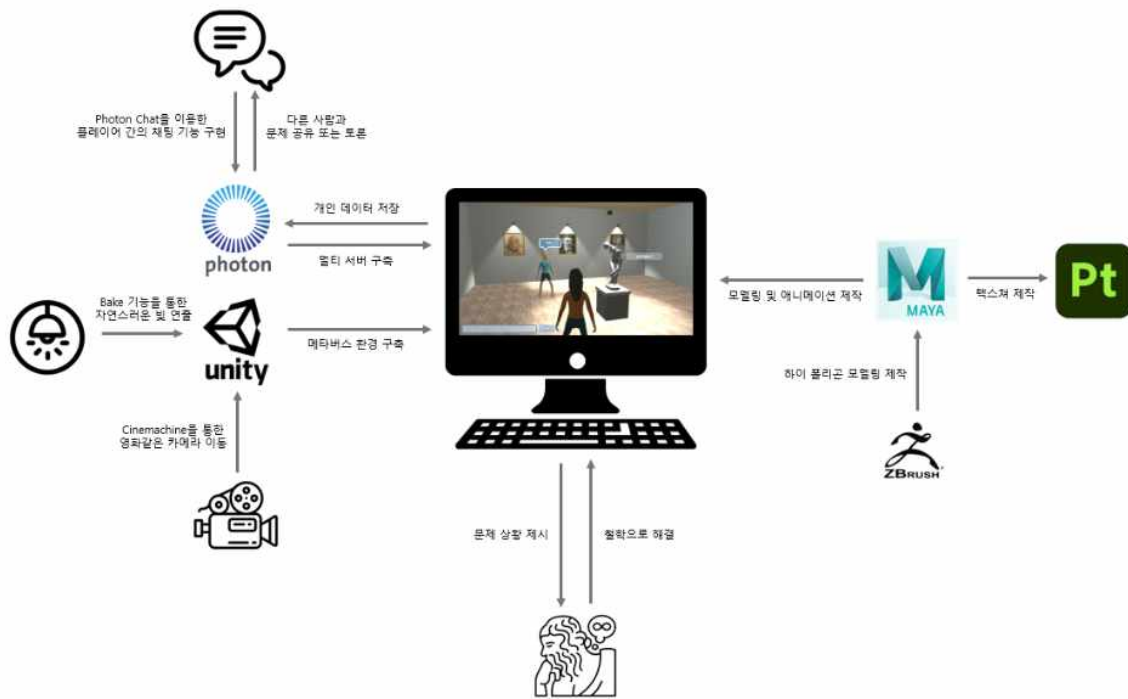 Photon Chat을 이용한
플레이어 간의 채팅 기능 구현
다른 사람과
문제 공유 또는 토론
photon
개인 데이터 저장
멀티 서버 구축
Bake 기능을 통한
자연스러운 빛 연출
unity
메타버스 환경 구축
Cinemachine을 통한
영화같은 카메라 이동
모델링 및 애니메이션 제작
M
MAYA
텍스쳐 제작
Pt
하이 폴리곤 모델링 제작
ZBRUSH
문제 상황 제시
철학으로 해결